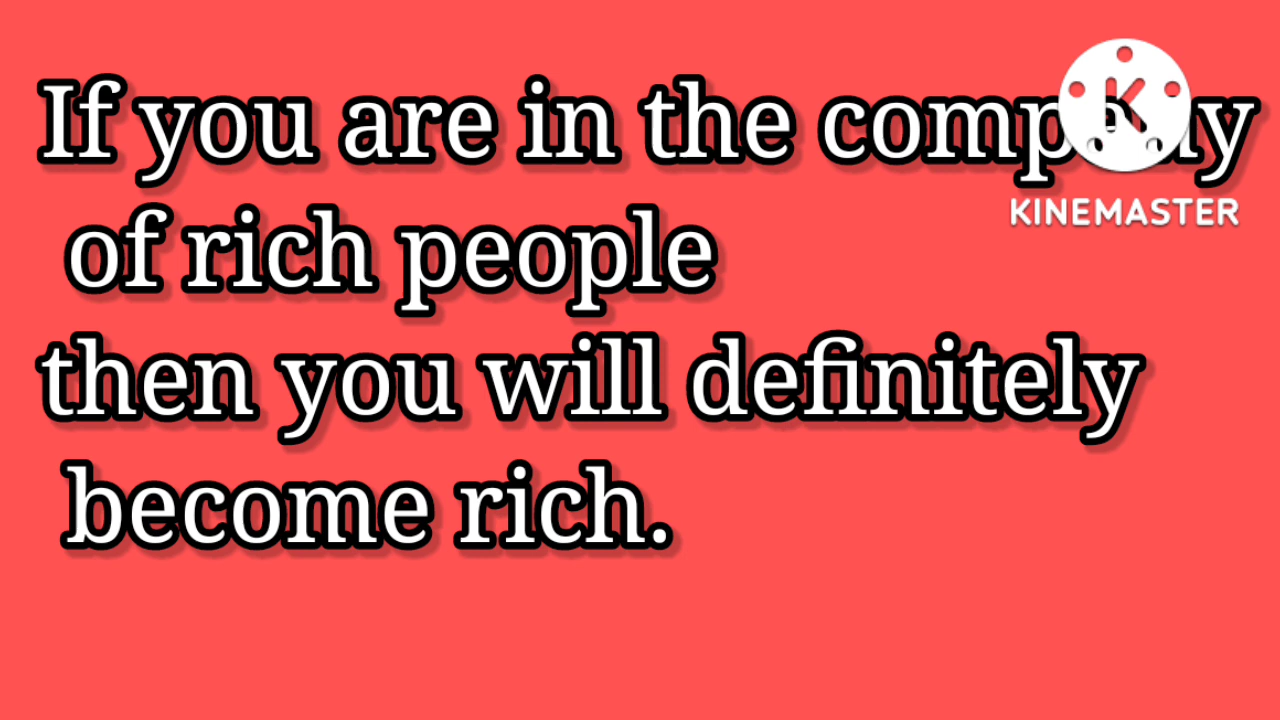 If you are in the company
of rich people
then you will definitely
become rich.
KINEMASTER